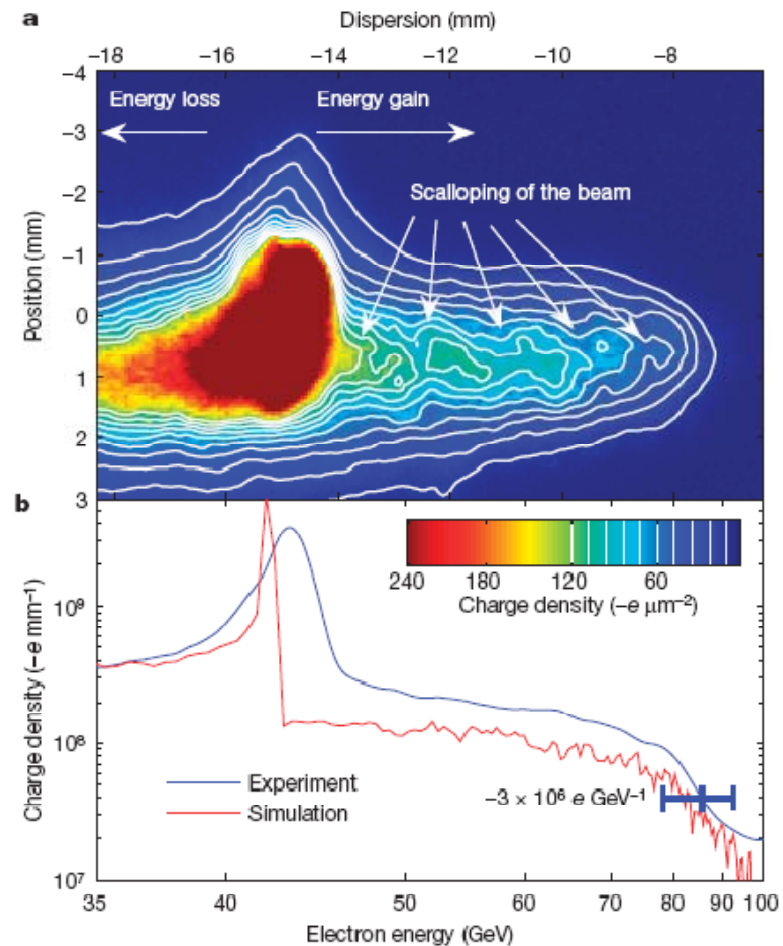 a
Dispersion (mm)
−18 −16 −14 −12 −10 −8
Energy loss Energy gain
Scalloping of the beam
Position (mm)
−4
−3
−2
−1
0
1
2
3
b
240 180 120 60
Charge density (−e μm⁻²)
Charge density (−e mm⁻¹)
10⁹
10⁸
10⁷
Experiment
Simulation
−3 × 10⁶ e GeV⁻¹
35 40 50 60 70 80 90 100
Electron energy (GeV)